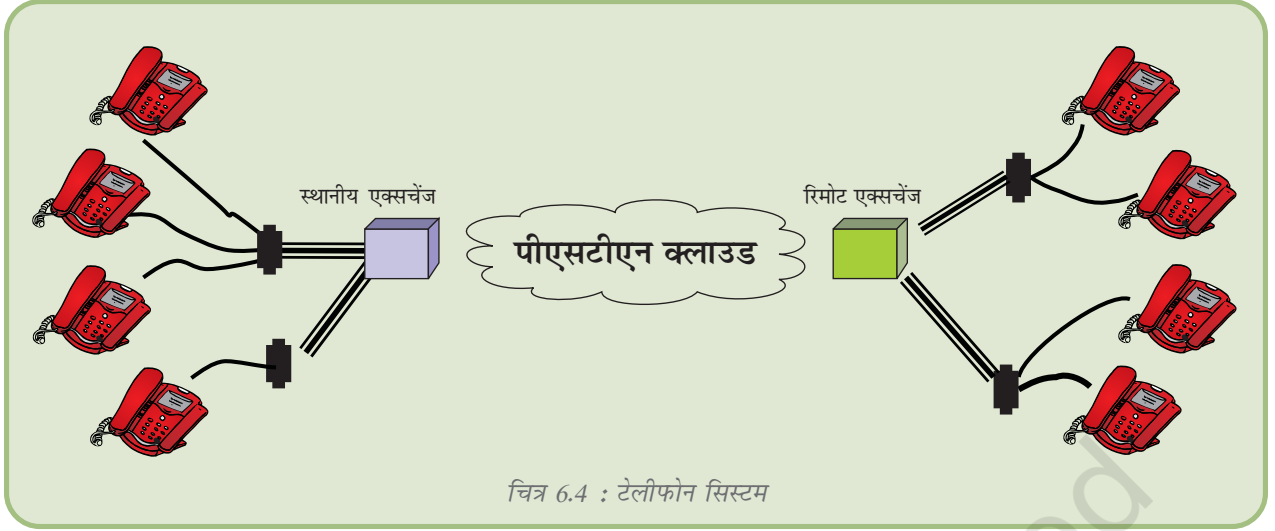 स्थानीय एक्सचेंज
रिमोट एक्सचेंज
पीएसटीएन क्लाउड
चित्र 6.4 : टेलीफोन सिस्टम